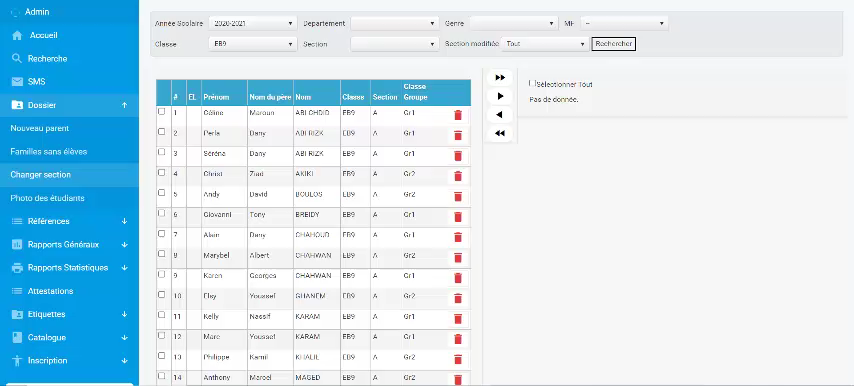 Admin
Accueil
Recherche
SMS
Dossier
Nouveau parent
Familles sans élèves
Changer section
Photo des étudiants
Références
Rapports Généraux
Rapports Statistiques
Attestations
Etiquettes
Catalogue
Inscription
Année Scolaire 2020-2021 Departement Genre MF --
Classe EB9 Section Section modifiée Tout Rechercher
# EL Prénom Nom du père Nom Classe Section Classe Groupe
1 Céline Maroun ABI CHDID EB9 A Gr1
2 Perla Dany ABI RIZK EB9 A Gr1
3 Séréna Dany ABI RIZK EB9 A Gr1
4 Christ Ziad AKIKI EB9 A Gr2
5 Andy David BOULOS EB9 A Gr2
6 Giovanni Tony BREIDY EB9 A Gr1
7 Alain Dany CHAHOUD EB9 A Gr1
8 Marybel Albert CHAHWAN EB9 A Gr2
9 Karen Georges CHAHWAN EB9 A Gr1
10 Elsy Youssef GHANEM EB9 A Gr2
11 Kelly Nassif KARAM EB9 A Gr1
12 Marc Youssef KARAM EB9 A Gr1
13 Philippe Kamil KHALIL EB9 A Gr2
14 Anthony Marcel MAGED EB9 A Gr2
Sélectionner Tout
Pas de donnée.